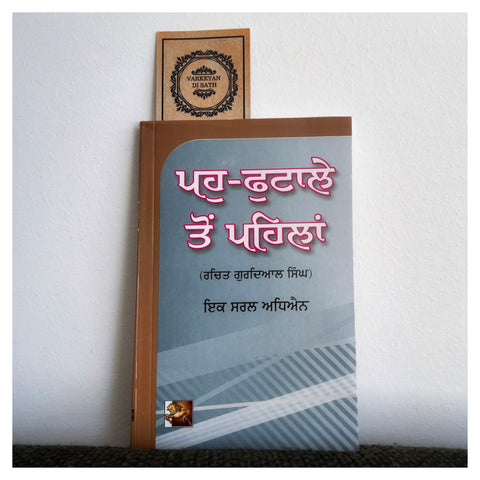 VARKEYAN
DI SATH
ਪਹੁ-ਫੁਟਾਲੇ
ਤੋਂ ਪਹਿਲਾਂ
(ਰਚਿਤ ਗੁਰਦਿਆਲ ਸਿੰਘ)
ਇਕ ਸਰਲ ਅਧਿਐਨ